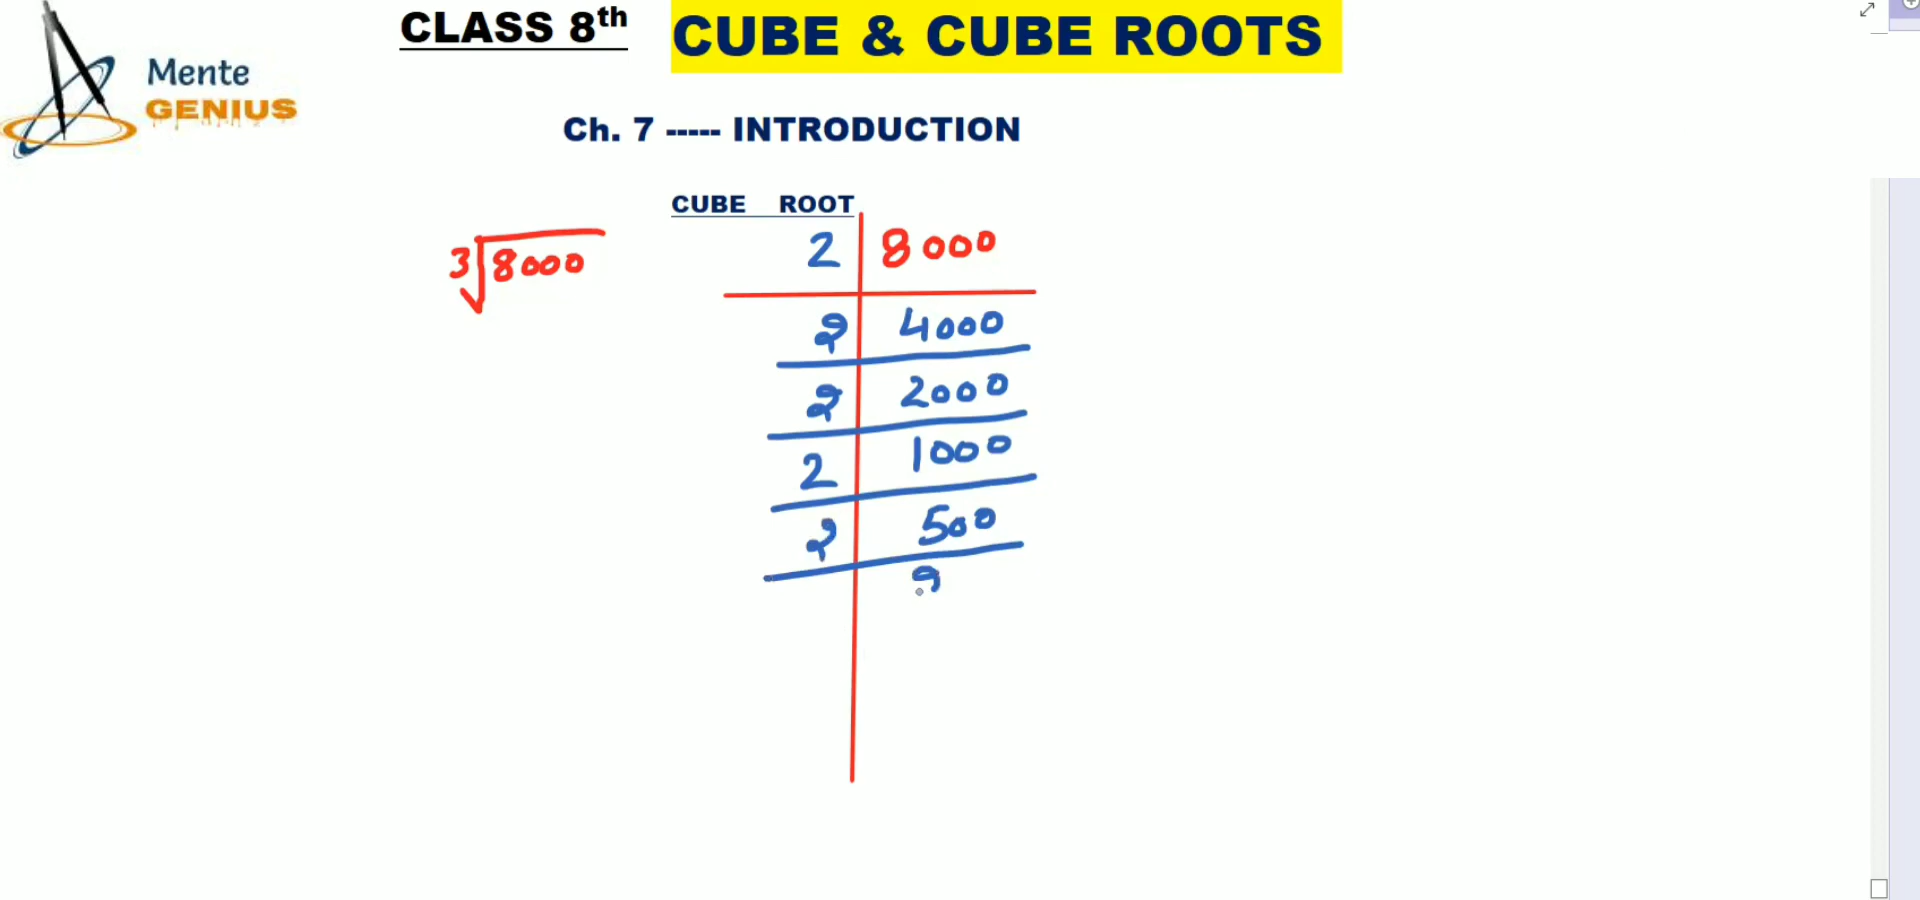 CLASS 8th CUBE & CUBE ROOTS
Mente
GENIUS
Ch. 7 ----- INTRODUCTION
CUBE ROOT
3√8000
2 8000
2 4000
2 2000
2 1000
2 500